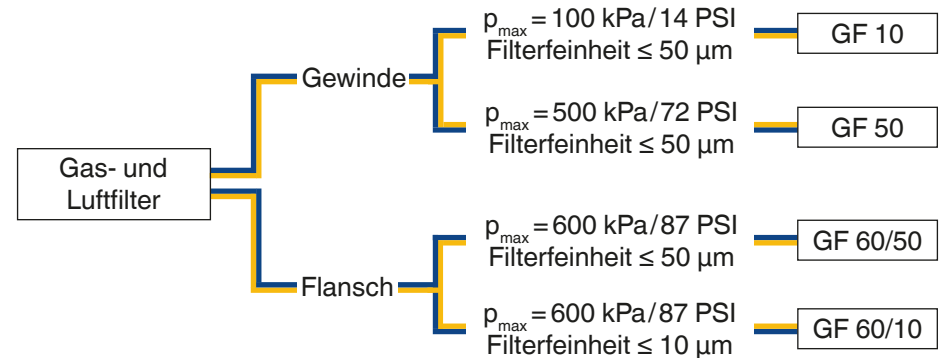 Gas- und
Luftfilter
Gewinde
p_max = 100 kPa/14 PSI
Filterfeinheit ≤ 50 µm
GF 10
p_max = 500 kPa/72 PSI
Filterfeinheit ≤ 50 µm
GF 50
Flansch
p_max = 600 kPa/87 PSI
Filterfeinheit ≤ 50 µm
GF 60/50
p_max = 600 kPa/87 PSI
Filterfeinheit ≤ 10 µm
GF 60/10